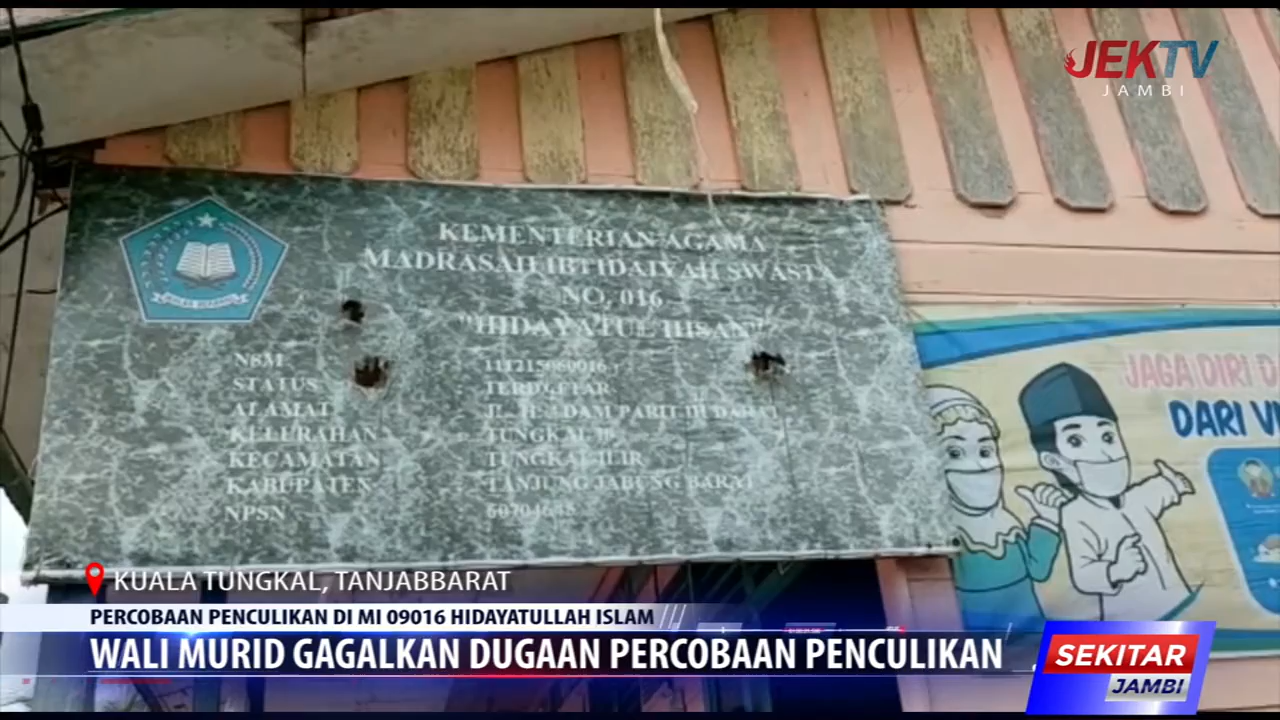 JEKTV
JAMBI
KEMENTERIAN AGAMA
MADRASAH IBTIDAIYAH SWASTA
NO, 016
"HIDAYATUL IHSAN"
NSM
STATUS
ALAMAT PARIT
KELURAHAN TUNGKAL
KECAMATAN TUNGKAL ILIR
KABUPATEN TANJUNG JABUNG BARAT
NPSN
JAGA DIRI D
DARI VI
KUALA TUNGKAL, TANJABBARAT
PERCOBAAN PENCULIKAN DI MI 09016 HIDAYATULLAH ISLAM
WALI MURID GAGALKAN DUGAAN PERCOBAAN PENCULIKAN
SEKITAR
JAMBI